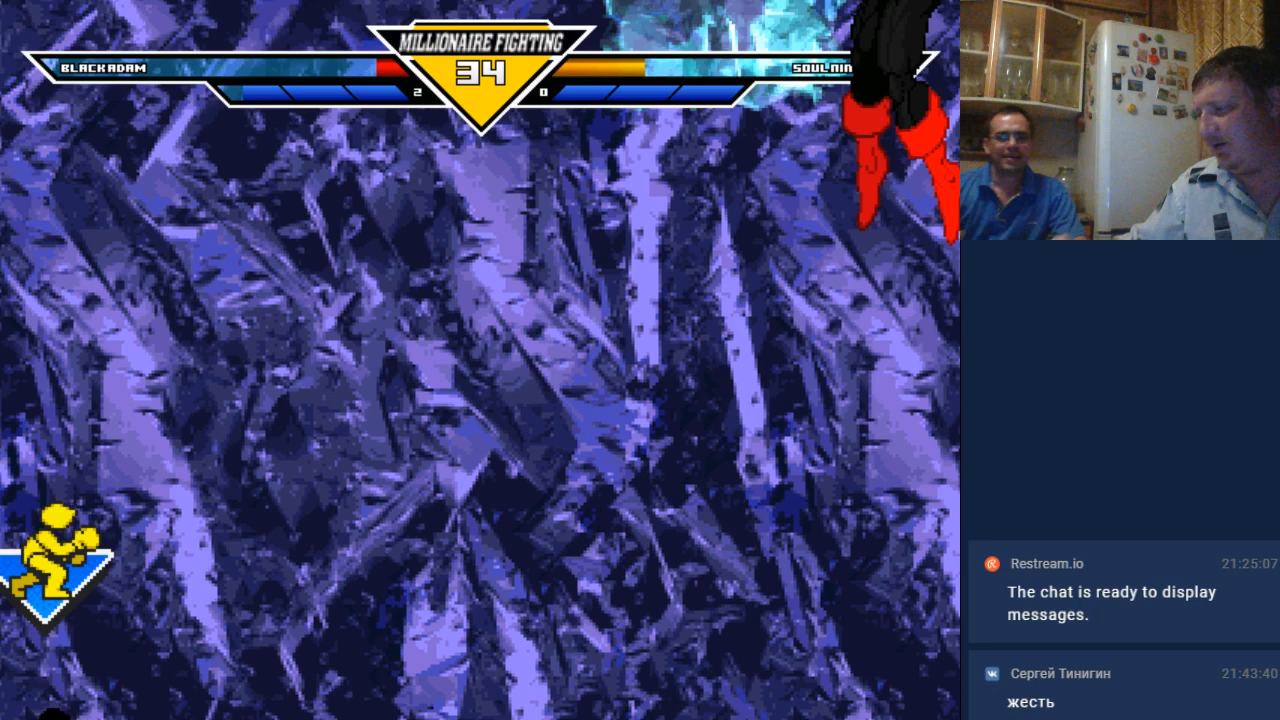 MILLIONAIRE FIGHTING
BLACKADAM
34
2
0
Restream.io
21:25:07
The chat is ready to display
messages.
Сергей Тинигин
21:43:40
жесть